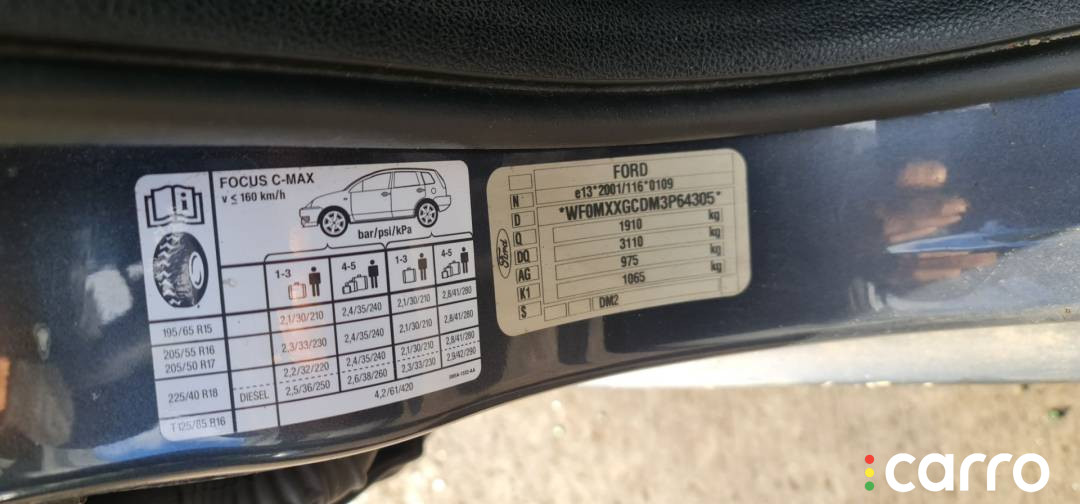 FOCUS C-MAX
v ≤ 160 km/h
bar/psi/kPa
1-3 4-5 1-3 4-5
195/65 R15 2,1/30/210 2,4/35/240 2,1/30/210 2,8/41/280
205/55 R16
205/50 R17 2,3/33/230 2,4/35/240 2,1/30/210 2,8/41/280
225/40 R18 2,2/32/220 2,4/35/240 2,1/30/210 2,8/41/280
DIESEL 2,5/36/250 2,6/38/260 2,3/33/230 2,9/42/290
T125/85 R16 4,2/61/420
Ford
FORD
N e13*2001/116*0109
D *WF0MXXGCDM3P64305*
Q 1910 kg
DQ 3110 kg
AG 975 kg
K1 1065 kg
S DM2
carro